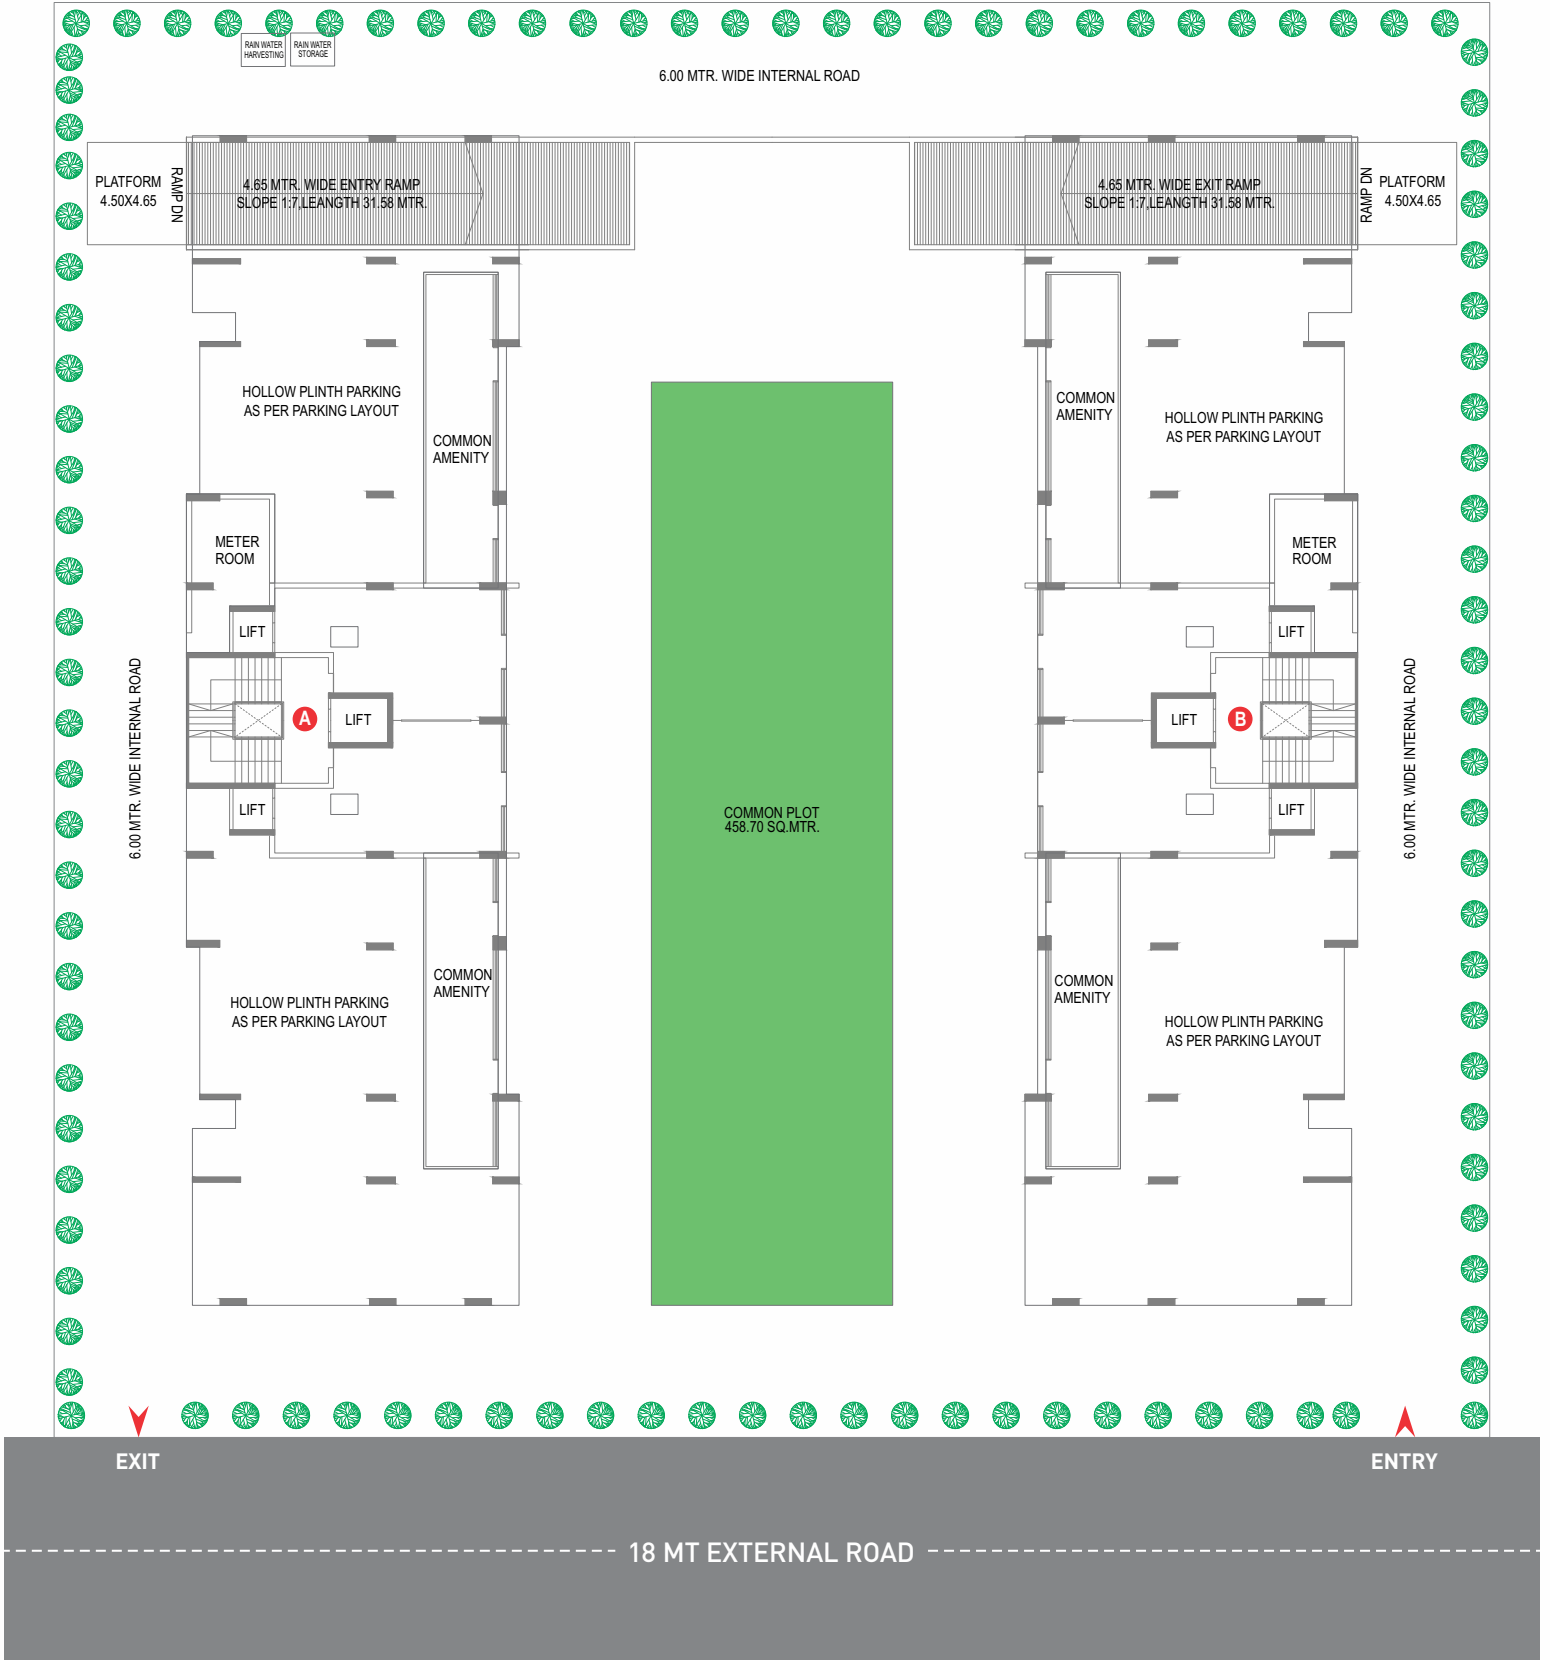 RAIN WATER
HARVESTING
RAIN WATER
STORAGE
6.00 MTR. WIDE INTERNAL ROAD
PLATFORM
4.50X4.65
RAMP DN
4.65 MTR. WIDE ENTRY RAMP
SLOPE 1:7,LEANGTH 31.58 MTR.
4.65 MTR. WIDE EXIT RAMP
SLOPE 1:7,LEANGTH 31.58 MTR.
RAMP DN
PLATFORM
4.50X4.65
HOLLOW PLINTH PARKING
AS PER PARKING LAYOUT
COMMON
AMENITY
COMMON
AMENITY
HOLLOW PLINTH PARKING
AS PER PARKING LAYOUT
METER
ROOM
METER
ROOM
LIFT
LIFT
6.00 MTR. WIDE INTERNAL ROAD
A
LIFT
LIFT
B
6.00 MTR. WIDE INTERNAL ROAD
LIFT
LIFT
COMMON PLOT
458.70 SQ.MTR.
COMMON
AMENITY
HOLLOW PLINTH PARKING
AS PER PARKING LAYOUT
COMMON
AMENITY
HOLLOW PLINTH PARKING
AS PER PARKING LAYOUT
EXIT
ENTRY
18 MT EXTERNAL ROAD